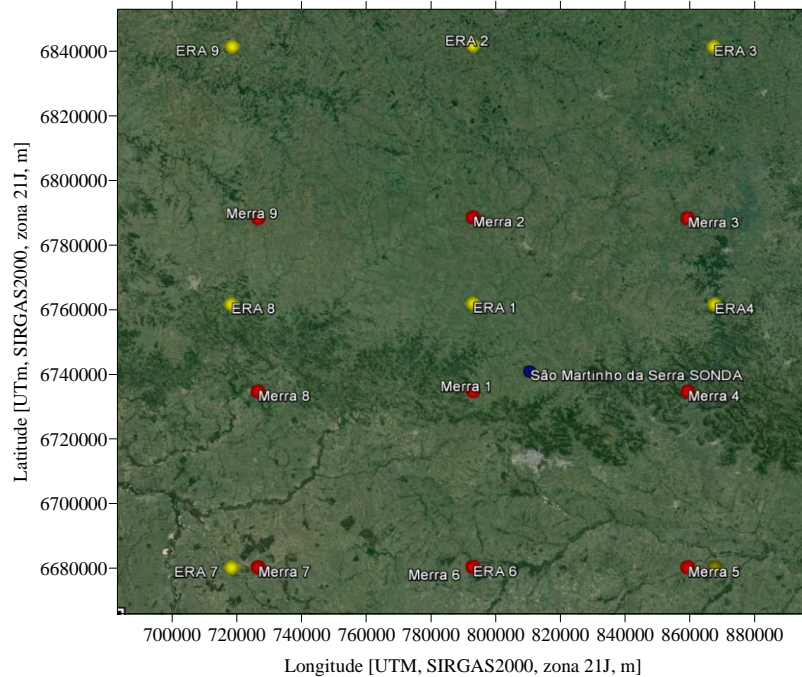 6840000
6820000
6800000
6780000
6760000
6740000
6720000
6700000
6680000
Latitude [UTm, SIRGAS2000, zona 21J, m]
ERA 9
ERA 2
ERA 3
Merra 9
Merra 2
Merra 3
ERA 8
ERA 1
ERA4
São Martinho da Serra SONDA
Merra 8
Merra 1
Merra 4
ERA 7
Merra 7
Merra 6
ERA 6
Merra 5
700000 720000 740000 760000 780000 800000 820000 840000 860000 880000
Longitude [UTM, SIRGAS2000, zona 21J, m]